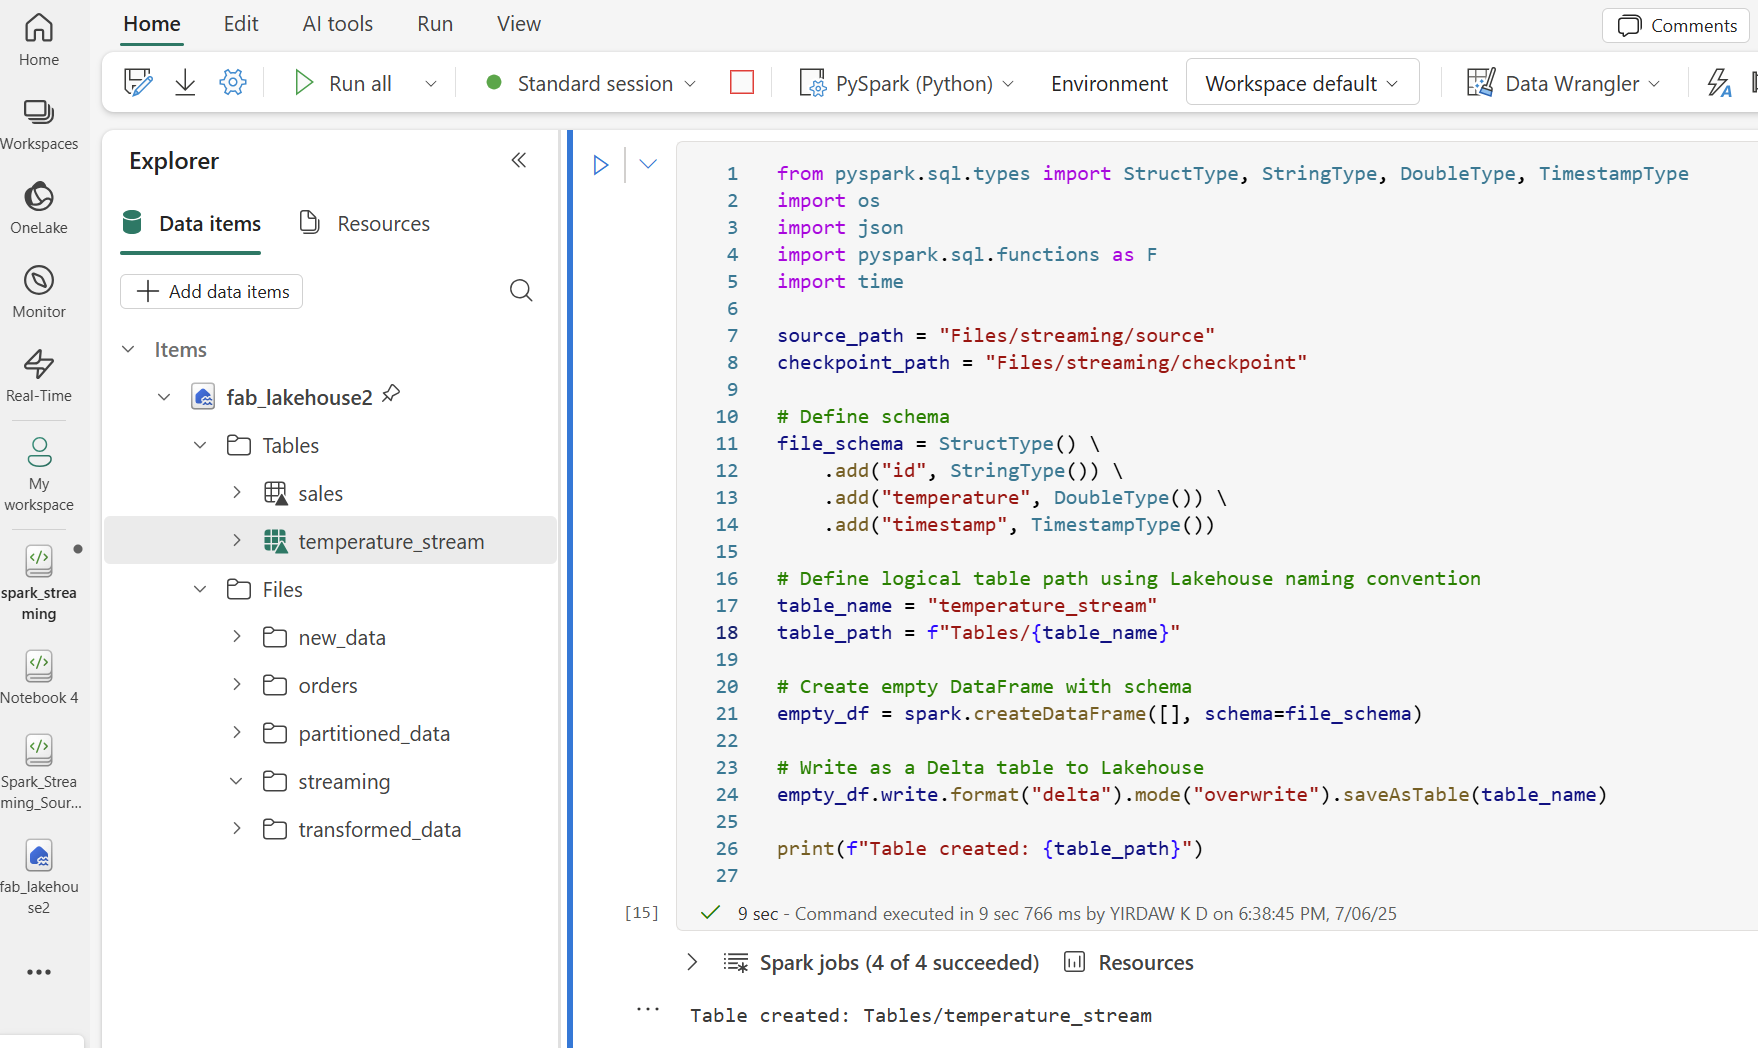 Home
Edit
AI tools
Run
View
Comments
Run all
Standard session
PySpark (Python)
Environment
Workspace default
Data Wrangler
Home
Workspaces
OneLake
Monitor
Real-Time
My
workspace
spark_strea
ming
Notebook 4
Spark_Strea
ming_Sour...
fab_lakehou
se2
Explorer
Data items
Resources
Add data items
Items
fab_lakehouse2
Tables
sales
temperature_stream
Files
new_data
orders
partitioned_data
streaming
transformed_data
1 from pyspark.sql.types import StructType, StringType, DoubleType, TimestampType
2 import os
3 import json
4 import pyspark.sql.functions as F
5 import time
6
7 source_path = "Files/streaming/source"
8 checkpoint_path = "Files/streaming/checkpoint"
9
10 # Define schema
11 file_schema = StructType() \
12     .add("id", StringType()) \
13     .add("temperature", DoubleType()) \
14     .add("timestamp", TimestampType())
15
16 # Define logical table path using Lakehouse naming convention
17 table_name = "temperature_stream"
18 table_path = f"Tables/{table_name}"
19
20 # Create empty DataFrame with schema
21 empty_df = spark.createDataFrame([], schema=file_schema)
22
23 # Write as a Delta table to Lakehouse
24 empty_df.write.format("delta").mode("overwrite").saveAsTable(table_name)
25
26 print(f"Table created: {table_path}")
27
[15] 9 sec - Command executed in 9 sec 766 ms by YIRDAW K D on 6:38:45 PM, 7/06/25
Spark jobs (4 of 4 succeeded)
Resources
Table created: Tables/temperature_stream